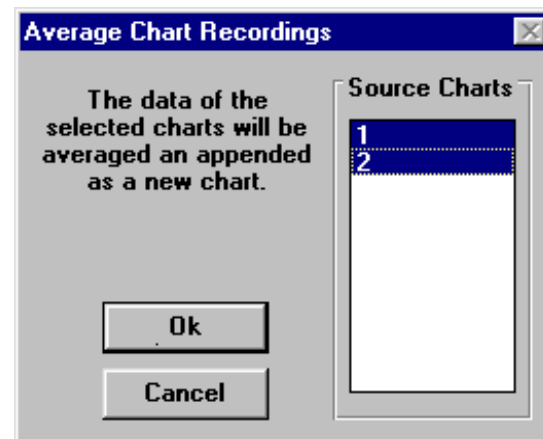 Average Chart Recordings
The data of the
selected charts will be
averaged an appended
as a new chart.
Source Charts
1
2
Ok
Cancel